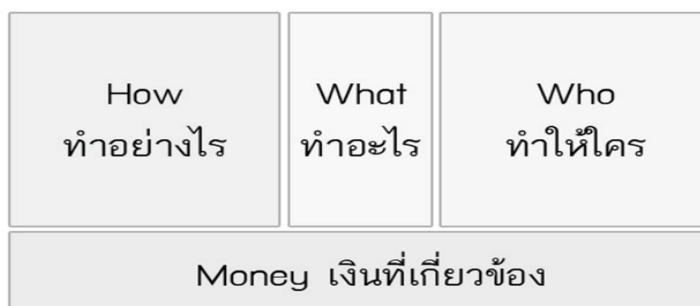 How
ทำอย่างไร
What
ทำอะไร
Who
ทำให้ใคร
Money เงินที่เกี่ยวข้อง